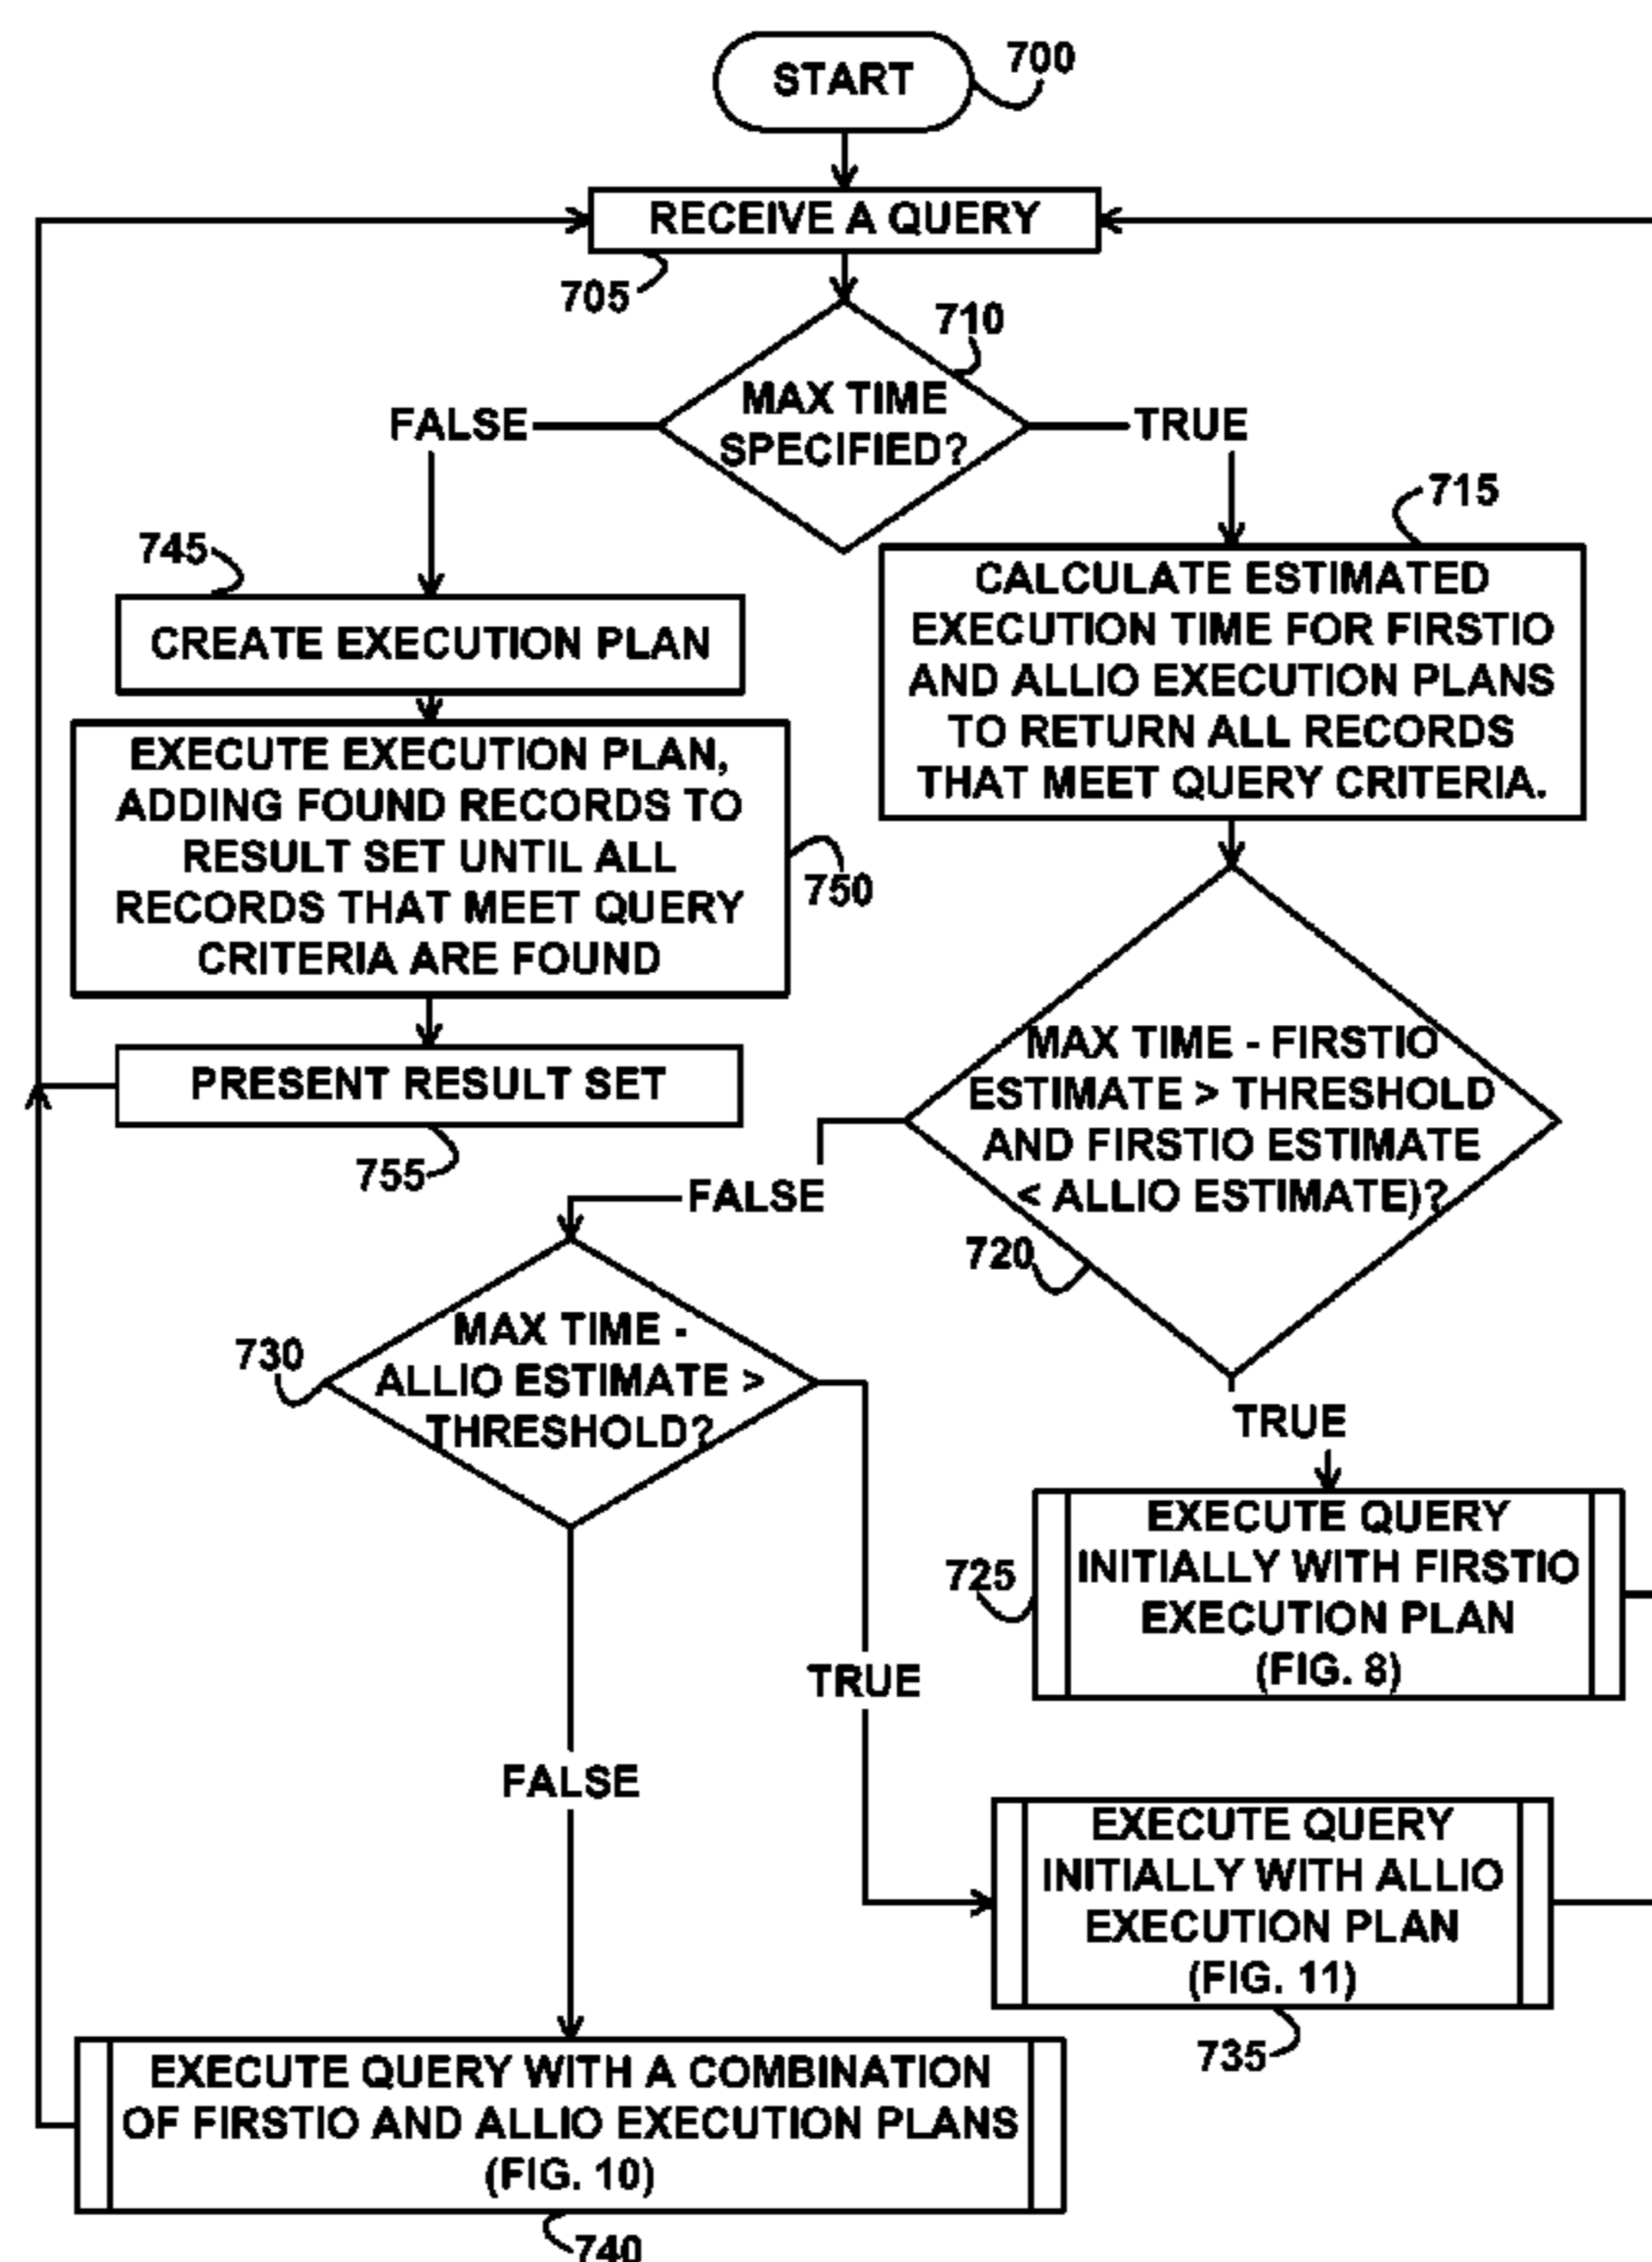 START
700
RECEIVE A QUERY
705
710
MAX TIME
SPECIFIED?
FALSE
TRUE
715
745
CREATE EXECUTION PLAN
CALCULATE ESTIMATED
EXECUTION TIME FOR FIRSTIO
AND ALLIO EXECUTION PLANS
TO RETURN ALL RECORDS
THAT MEET QUERY CRITERIA.
EXECUTE EXECUTION PLAN,
ADDING FOUND RECORDS TO
RESULT SET UNTIL ALL
RECORDS THAT MEET QUERY
CRITERIA ARE FOUND
750
PRESENT RESULT SET
755
MAX TIME - FIRSTIO
ESTIMATE > THRESHOLD
AND FIRSTIO ESTIMATE
< ALLIO ESTIMATE)?
720
FALSE
730
MAX TIME -
ALLIO ESTIMATE >
THRESHOLD?
TRUE
725
EXECUTE QUERY
INITIALLY WITH FIRSTIO
EXECUTION PLAN
(FIG. 8)
TRUE
FALSE
EXECUTE QUERY
INITIALLY WITH ALLIO
EXECUTION PLAN
(FIG. 11)
735
EXECUTE QUERY WITH A COMBINATION
OF FIRSTIO AND ALLIO EXECUTION PLANS
(FIG. 10)
740